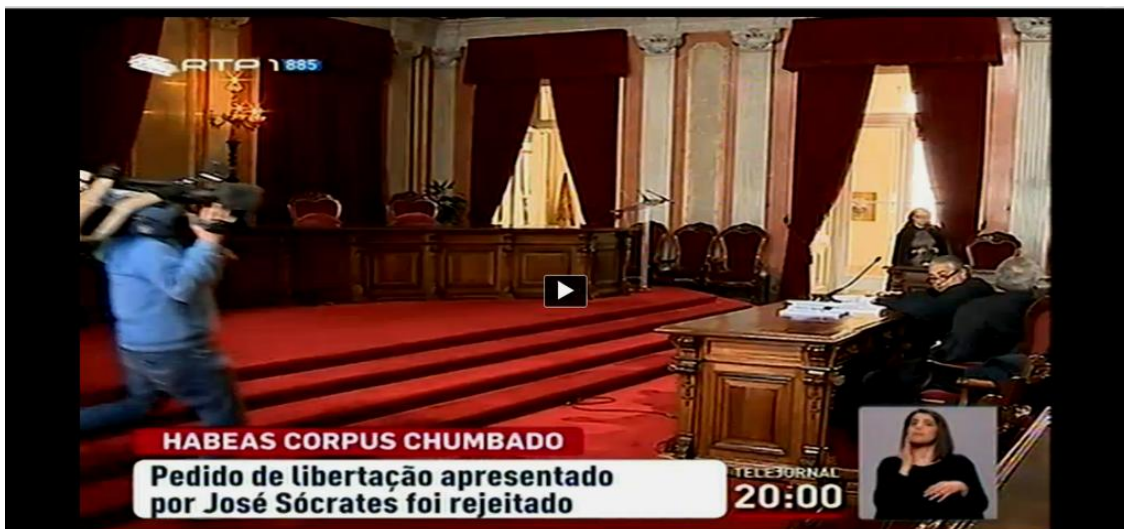 RTP 1 885
HABEAS CORPUS CHUMBADO
Pedido de libertação apresentado
por José Sócrates foi rejeitado
TELEJORNAL
20:00